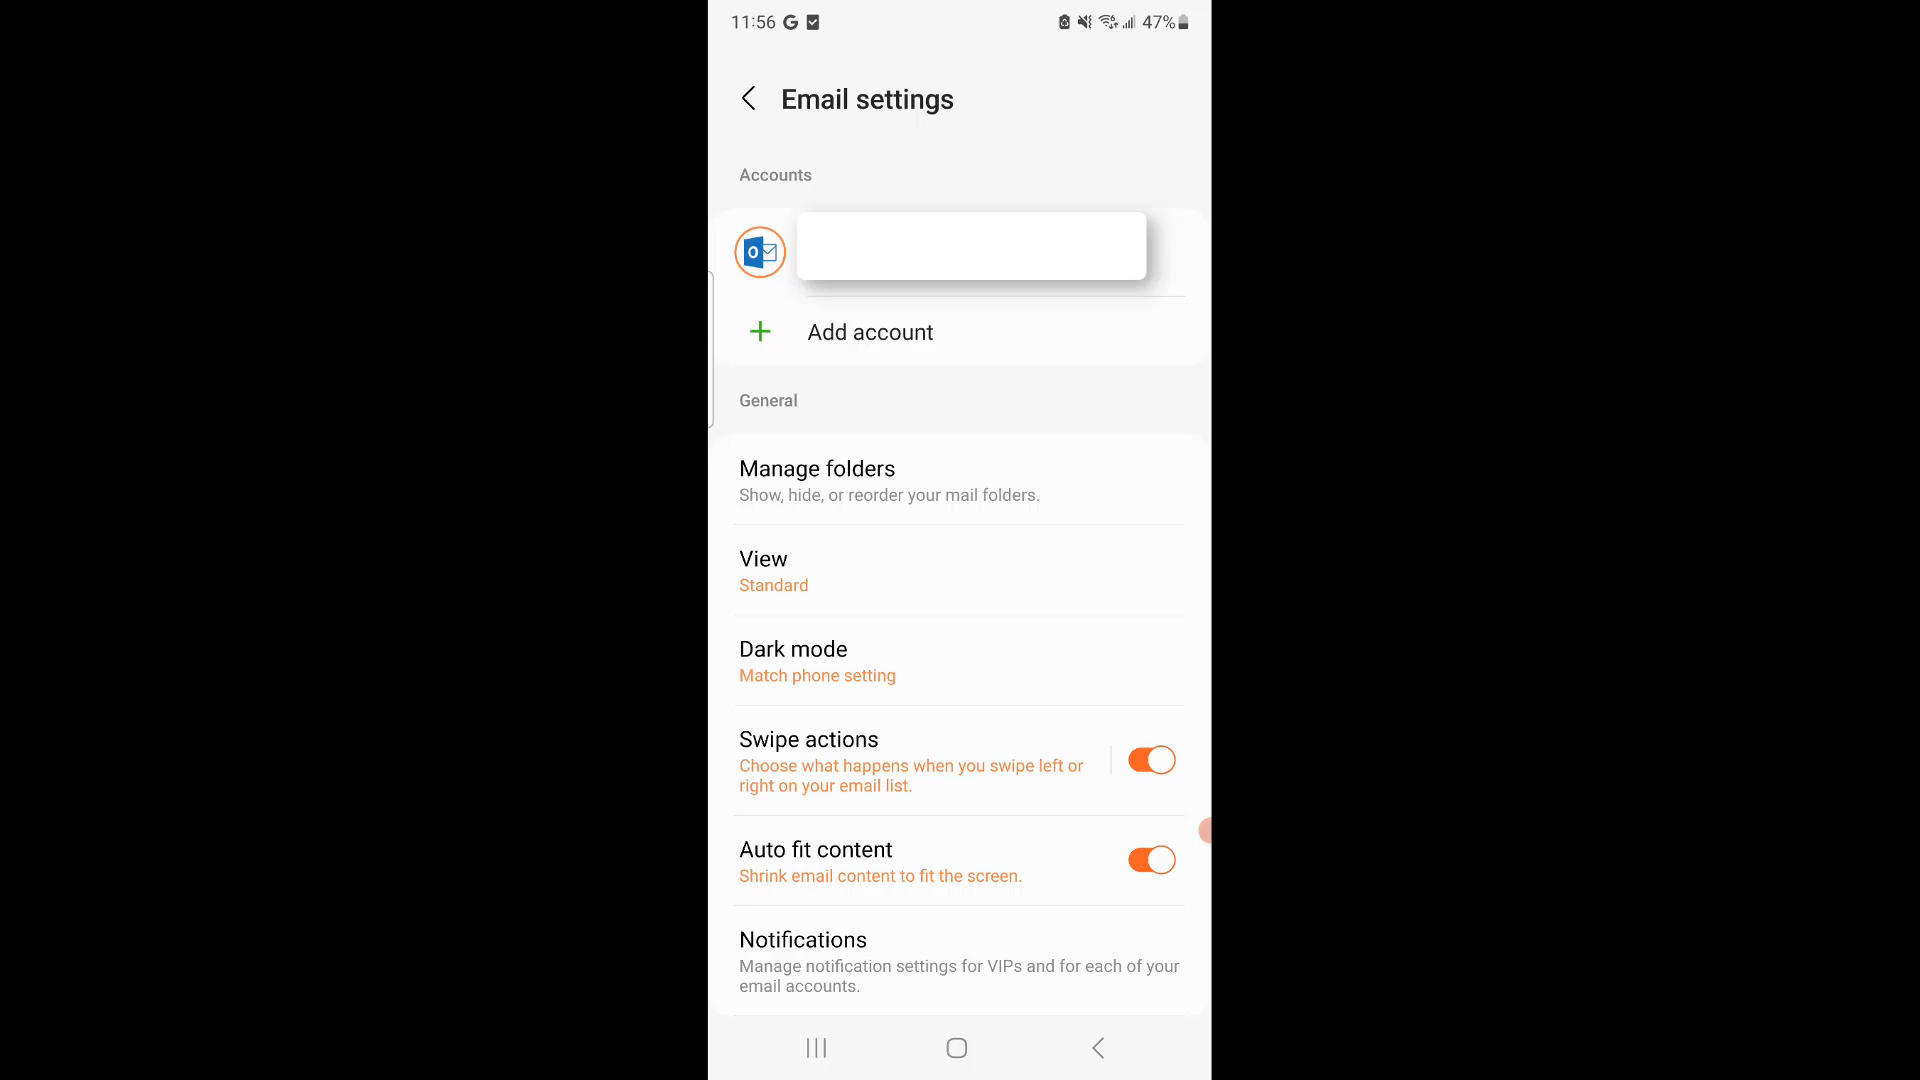 11:56 G 47%
Email settings
Accounts
Add account
General
Manage folders
Show, hide, or reorder your mail folders.
View
Standard
Dark mode
Match phone setting
Swipe actions
Choose what happens when you swipe left or
right on your email list.
Auto fit content
Shrink email content to fit the screen.
Notifications
Manage notification settings for VIPs and for each of your
email accounts.